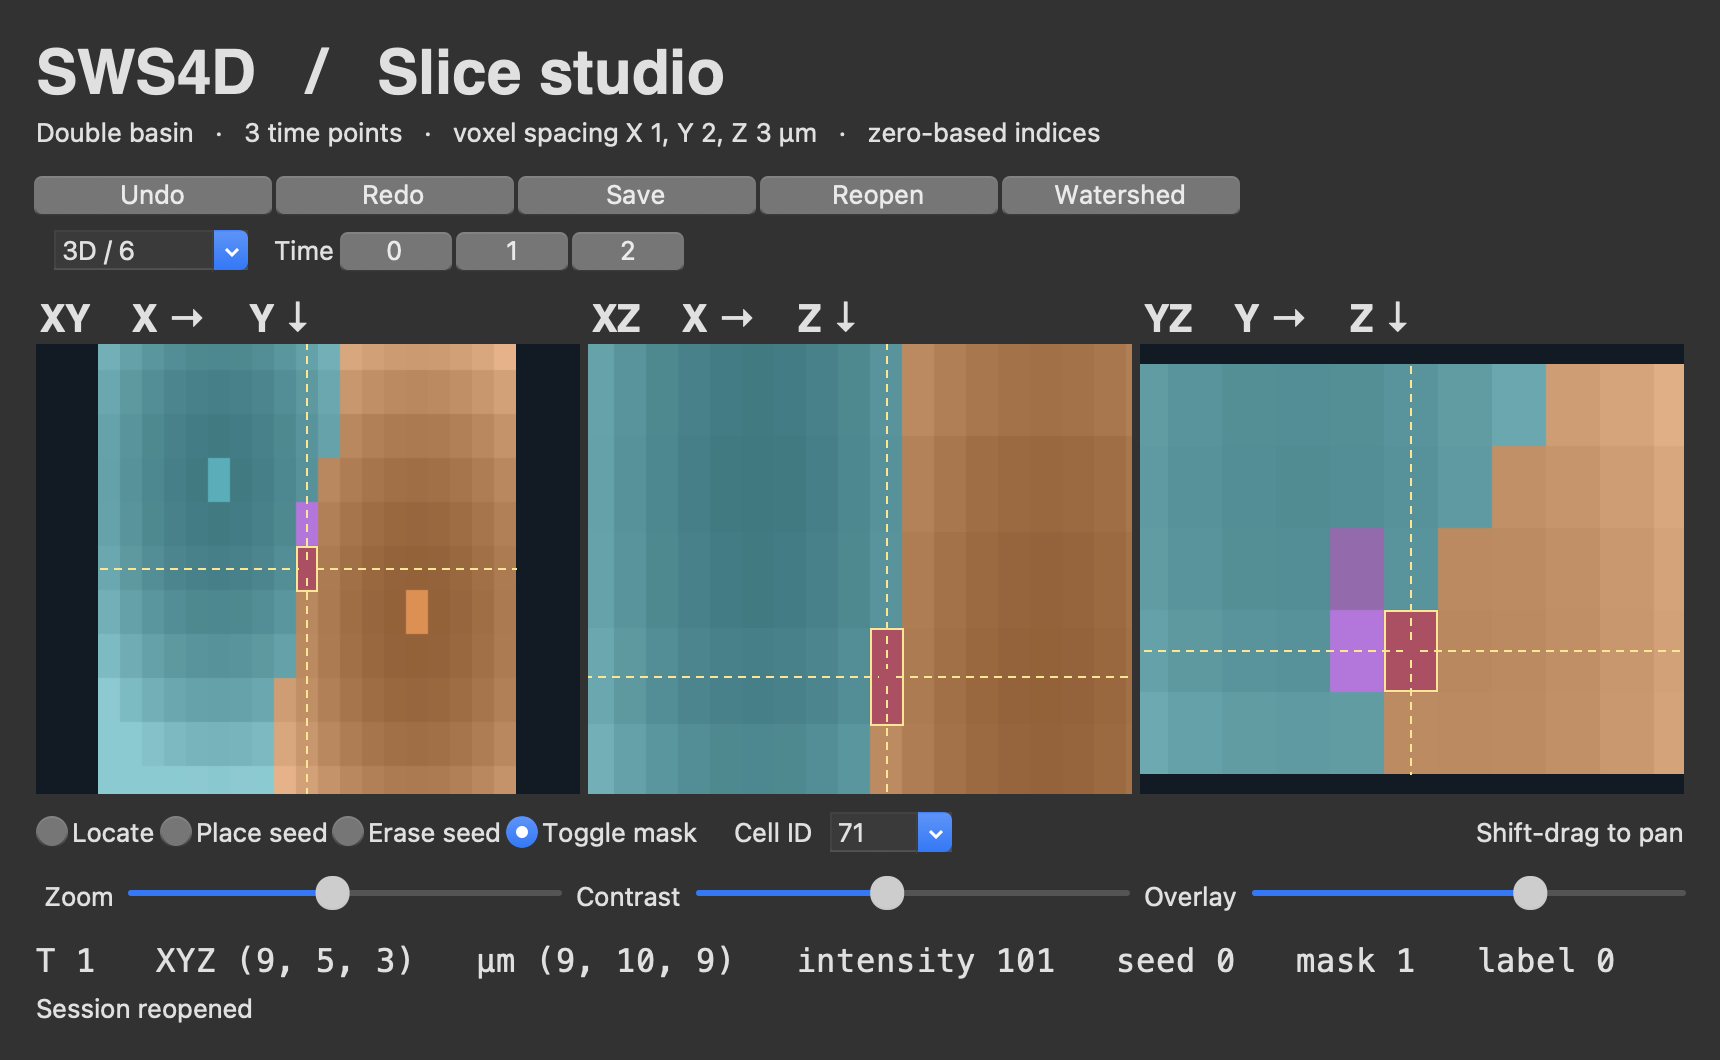 SWS4D / Slice studio
Double basin · 3 time points · voxel spacing X 1, Y 2, Z 3 µm · zero-based indices
Undo Redo Save Reopen Watershed
3D / 6 Time 0 1 2
XY X → Y ↓ XZ X → Z ↓ YZ Y → Z ↓
Locate Place seed Erase seed Toggle mask Cell ID 71 Shift-drag to pan
Zoom Contrast Overlay
T 1 XYZ (9, 5, 3) µm (9, 10, 9) intensity 101 seed 0 mask 1 label 0
Session reopened